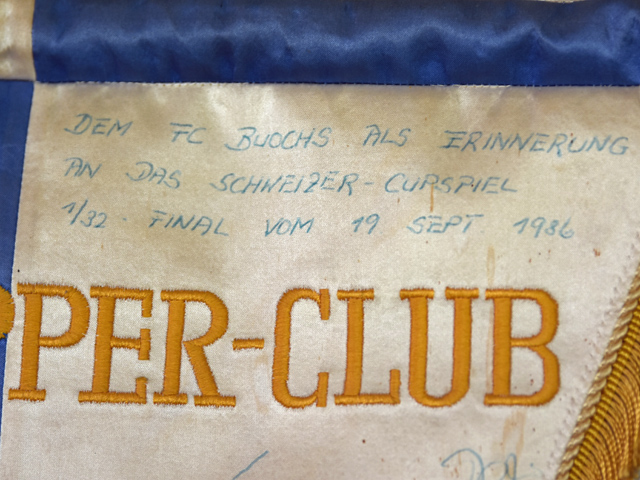 DEM FC BUOCHS ALS ERINNERUNG
AN DAS SCHWEIZER-CUPSPIEL
1/32. FINAL VOM 19 SEPT 1986
PER-CLUB